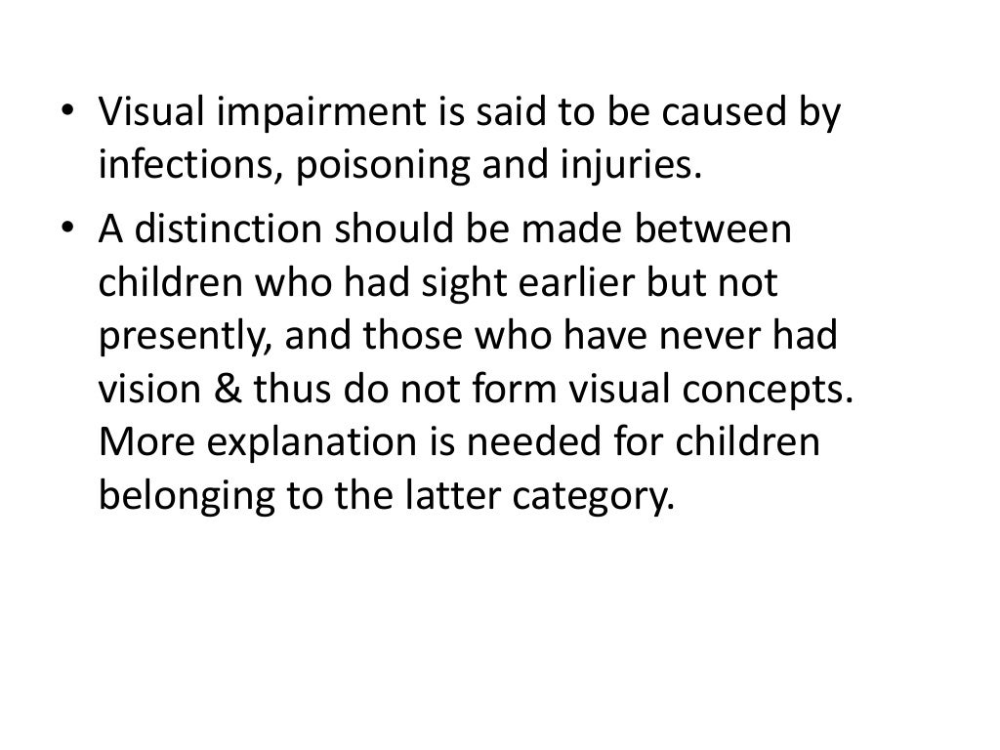 • Visual impairment is said to be caused by
infections, poisoning and injuries.
• A distinction should be made between
children who had sight earlier but not
presently, and those who have never had
vision & thus do not form visual concepts.
More explanation is needed for children
belonging to the latter category.